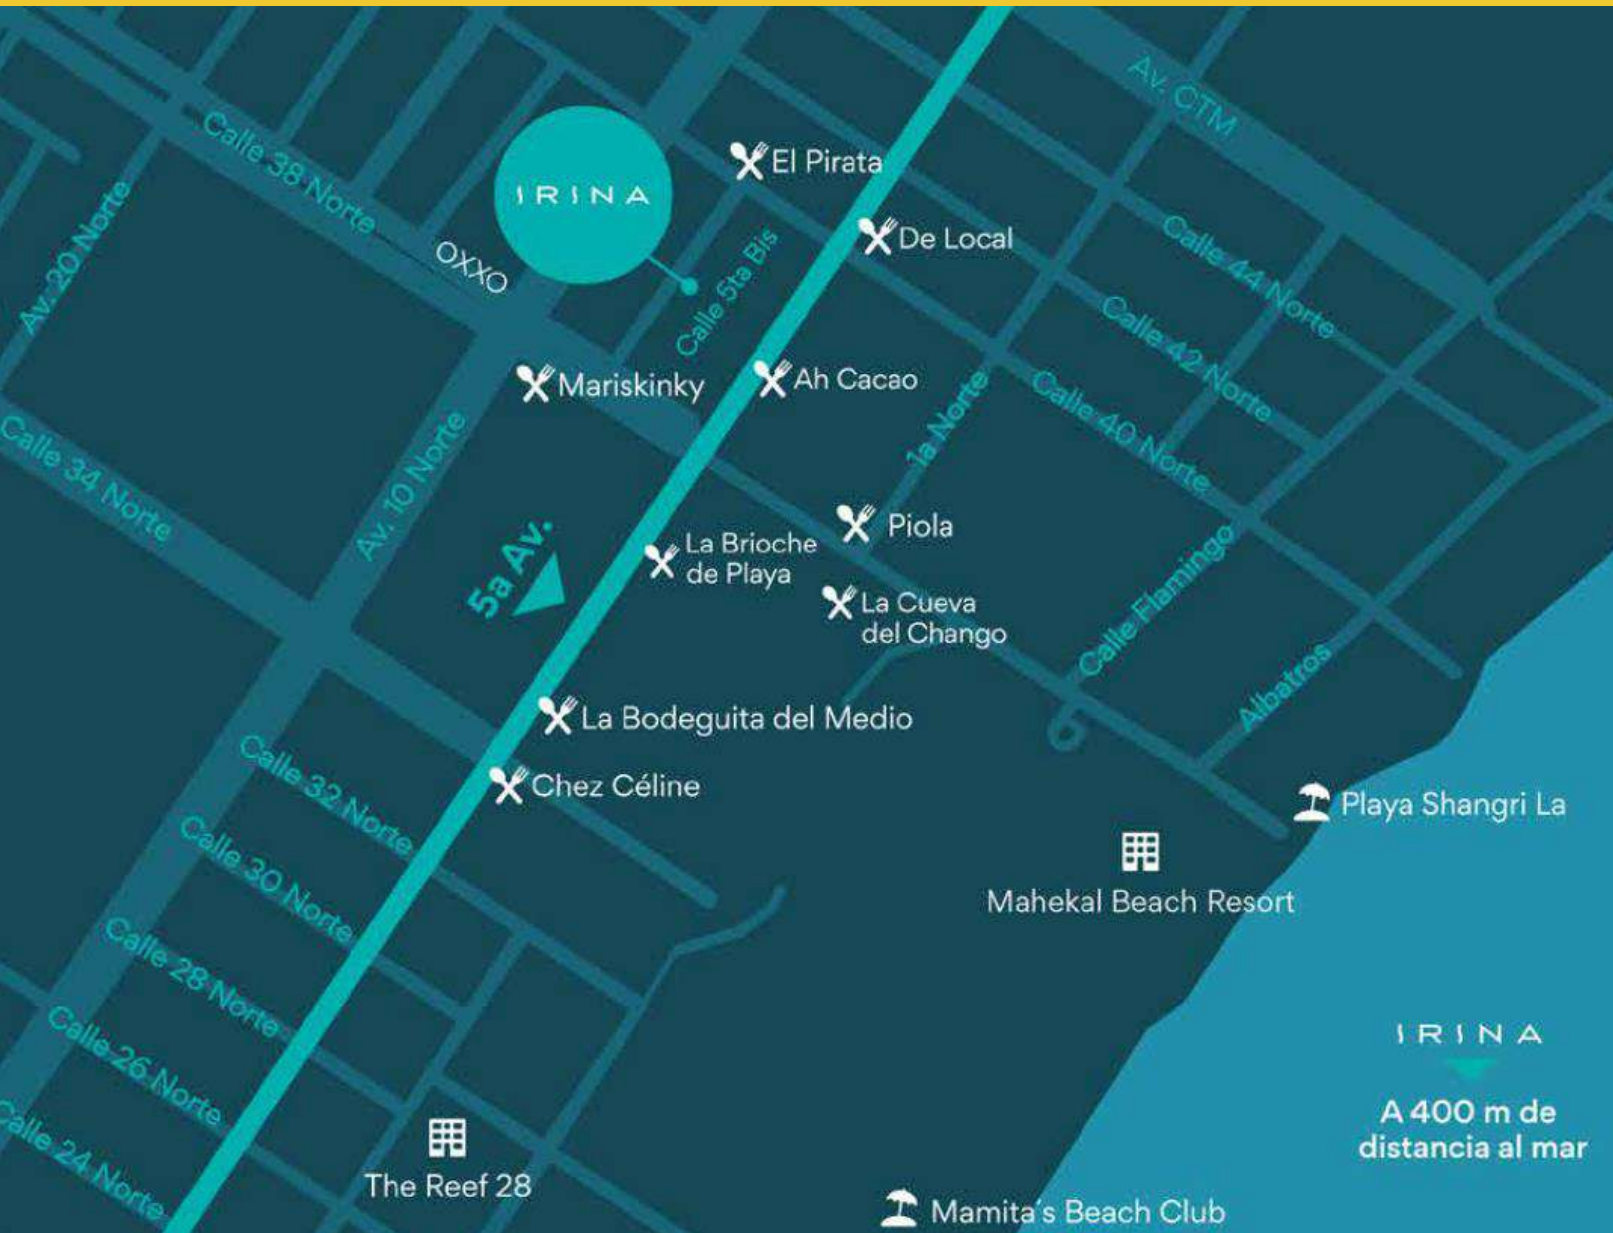 Av. CTM
Calle 38 Norte
El Pirata
IRINA
Av. 20 Norte
De Local
Calle 44 Norte
OXXO
Calle 5ta Bis
Calle 42 Norte
Mariskinky
Ah Cacao
Calle 40 Norte
1a Norte
Calle 34 Norte
Av. 10 Norte
5a Av.
Piola
La Brioche
de Playa
La Cueva
del Chango
Calle Flamingo
Albatros
La Bodeguita del Medio
Chez Céline
Calle 32 Norte
Playa Shangri La
Calle 30 Norte
Mahekal Beach Resort
Calle 28 Norte
Calle 26 Norte
IRINA
A 400 m de
distancia al mar
Calle 24 Norte
The Reef 28
Mamita's Beach Club